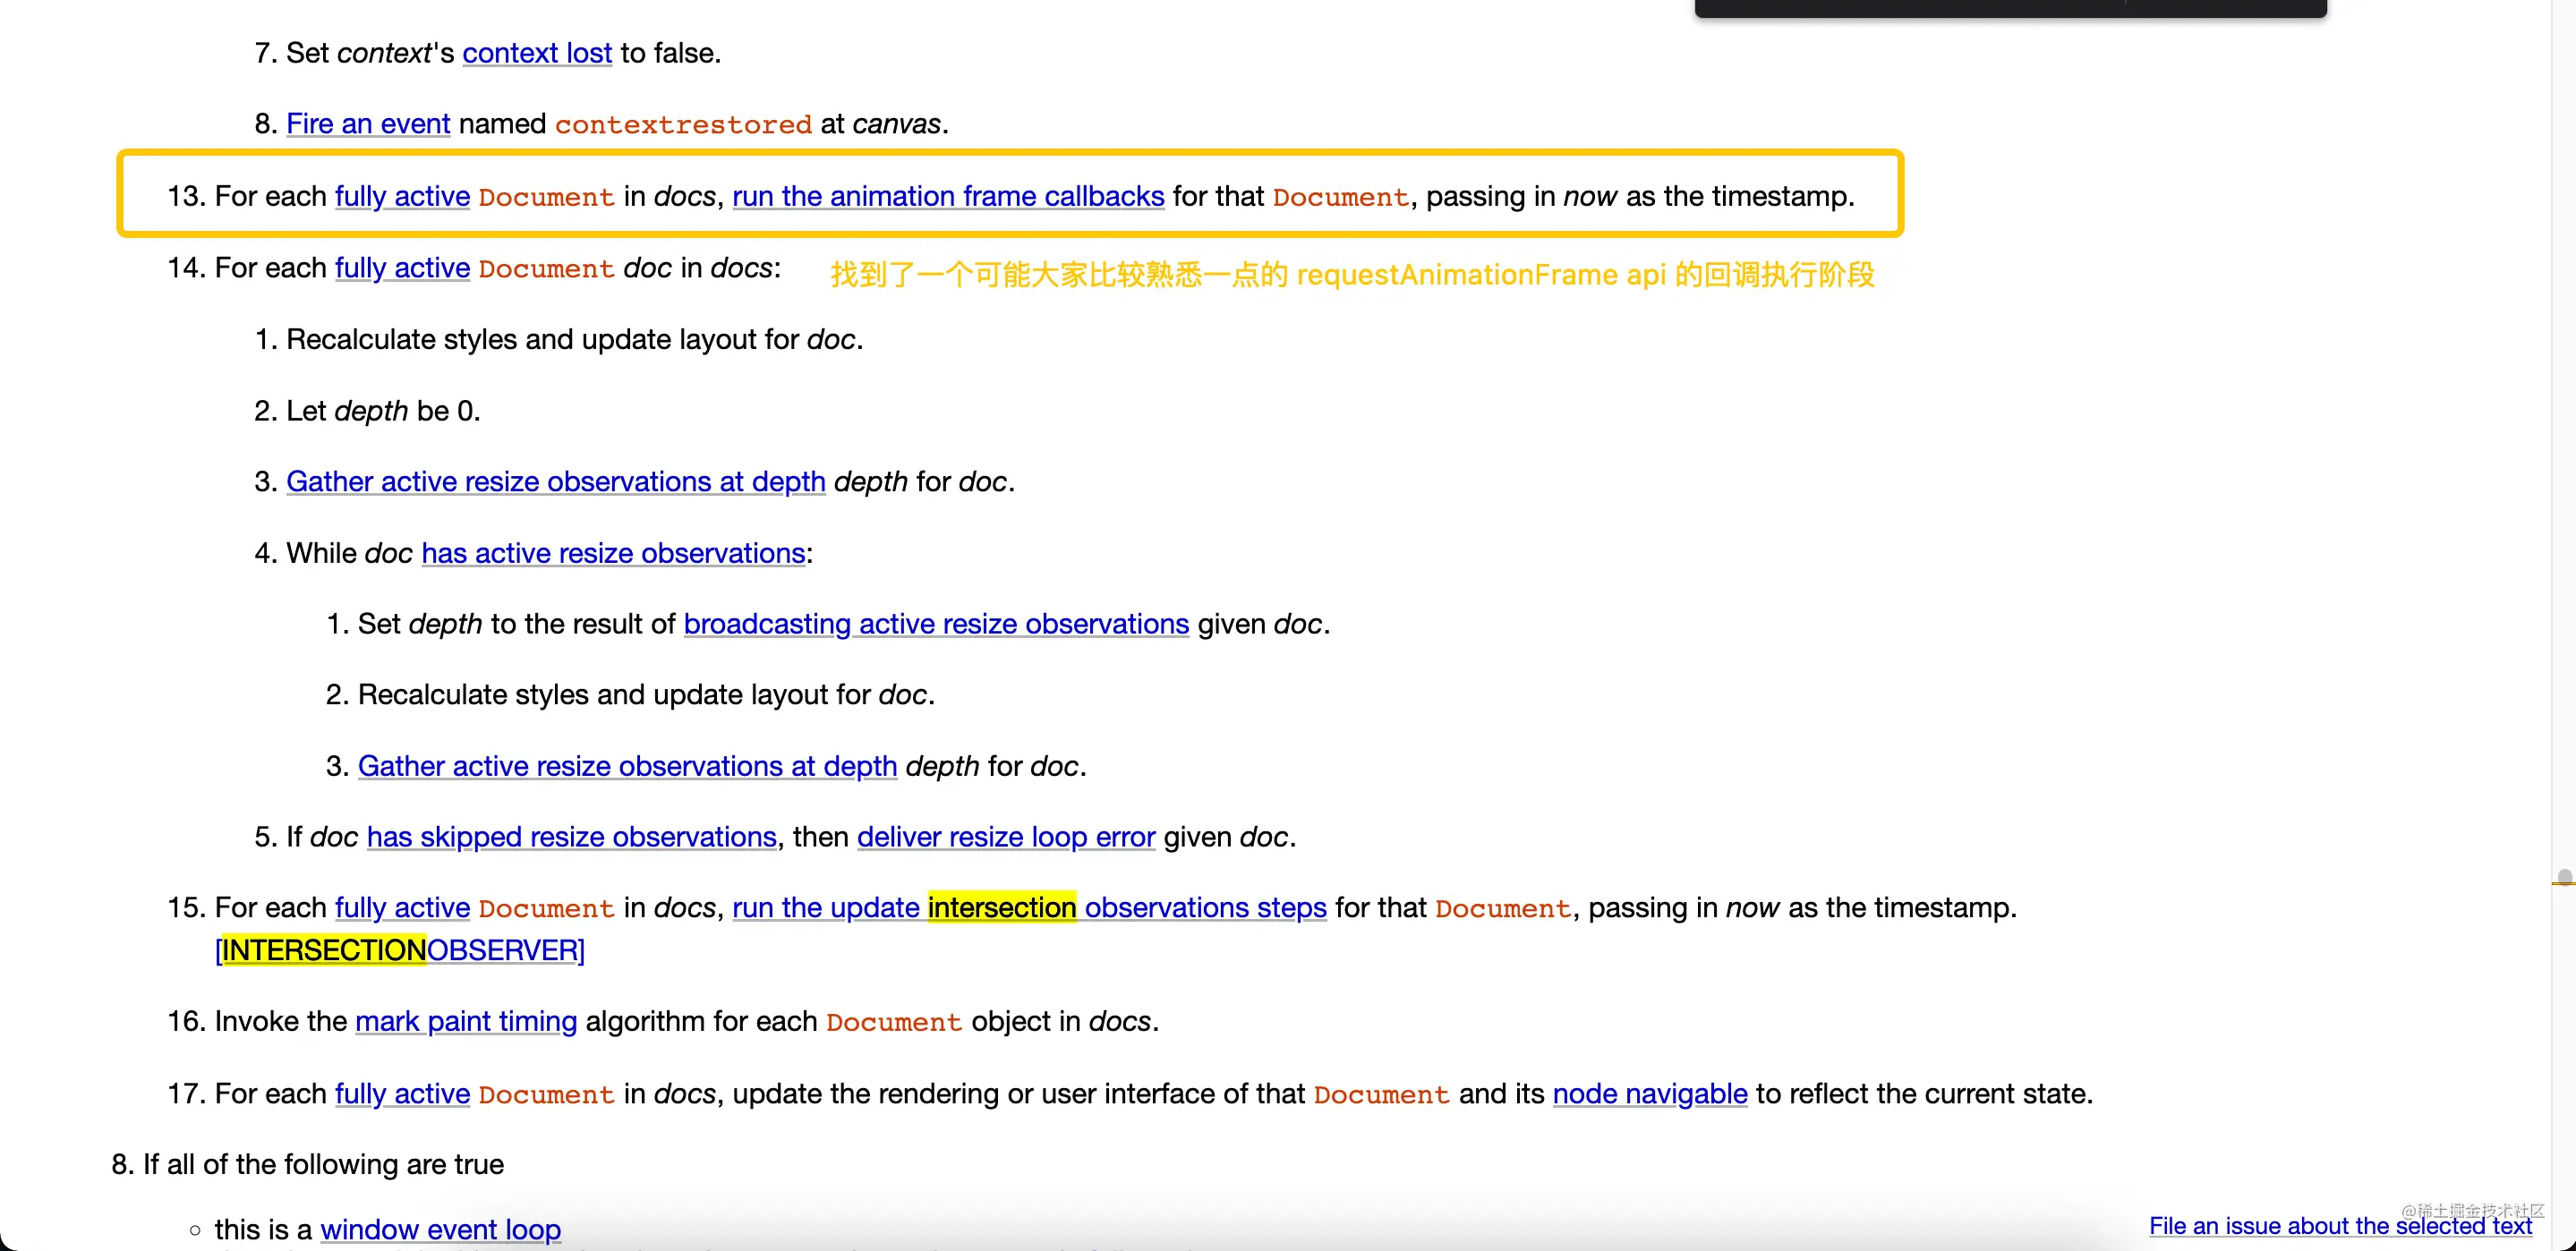 7. Set context's context lost to false.
8. Fire an event named contextrestored at canvas.
13. For each fully active Document in docs, run the animation frame callbacks for that Document, passing in now as the timestamp.
14. For each fully active Document doc in docs:
找到了一个可能大家比较熟悉一点的 requestAnimationFrame api 的回调执行阶段
1. Recalculate styles and update layout for doc.
2. Let depth be 0.
3. Gather active resize observations at depth depth for doc.
4. While doc has active resize observations:
1. Set depth to the result of broadcasting active resize observations given doc.
2. Recalculate styles and update layout for doc.
3. Gather active resize observations at depth depth for doc.
5. If doc has skipped resize observations, then deliver resize loop error given doc.
15. For each fully active Document in docs, run the update intersection observations steps for that Document, passing in now as the timestamp.
[INTERSECTIONOBSERVER]
16. Invoke the mark paint timing algorithm for each Document object in docs.
17. For each fully active Document in docs, update the rendering or user interface of that Document and its node navigable to reflect the current state.
8. If all of the following are true
○ this is a window event loop
@稀土掘金技术社区
File an issue about the selected text